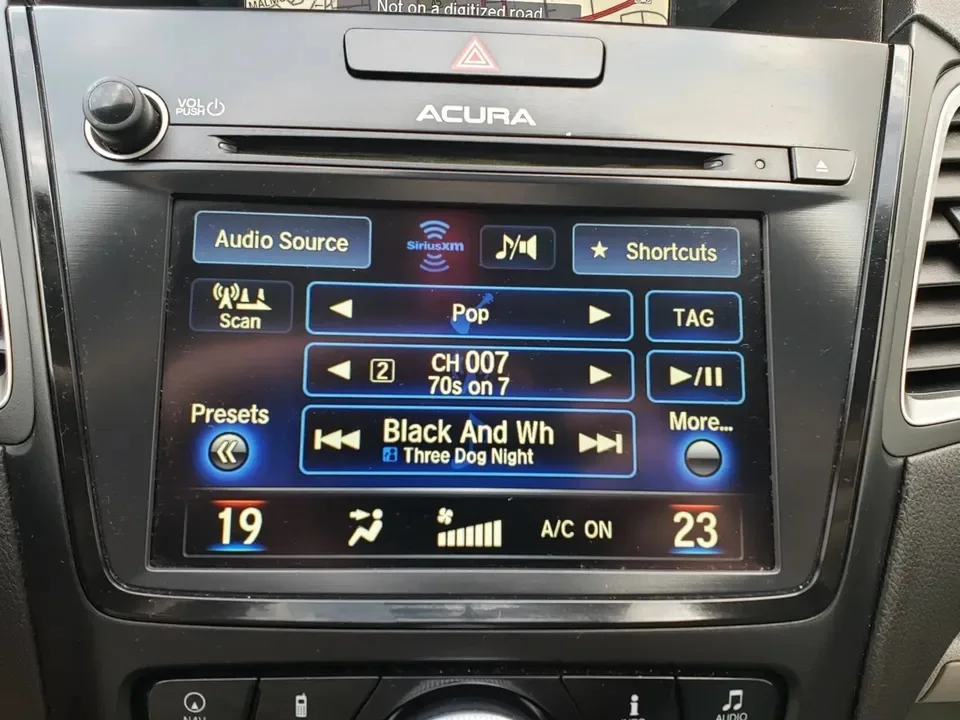 Not on a digitized road
VOL
PUSH
ACURA
Audio Source
SiriusXM
Shortcuts
Scan
Pop
TAG
2
CH 007
70s on 7
Presets
Black And Wh
Three Dog Night
More...
19
A/C ON
23
NAV
AUDIO